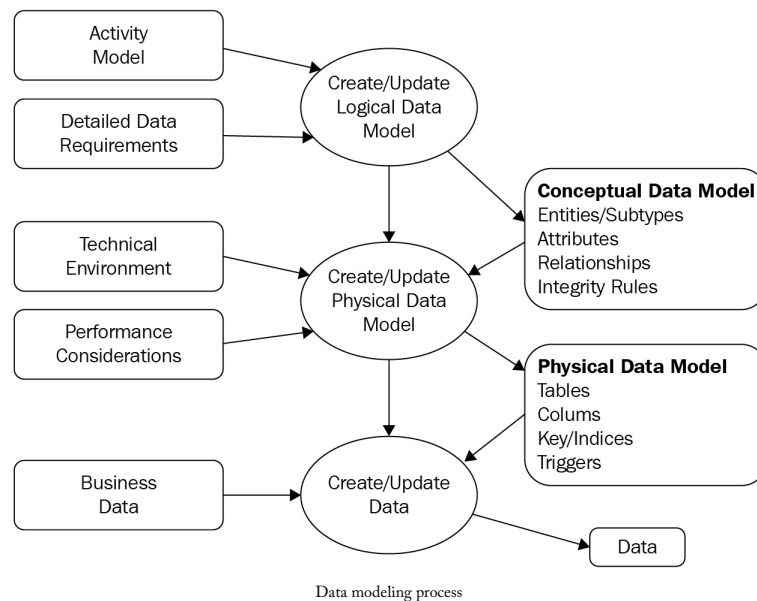 Activity
Model
Create/Update
Logical Data
Model
Detailed Data
Requirements
Conceptual Data Model
Entities/Subtypes
Attributes
Relationships
Integrity Rules
Technical
Environment
Create/Update
Physical Data
Model
Performance
Considerations
Physical Data Model
Tables
Colums
Key/Indices
Triggers
Business
Data
Create/Update
Data
Data
Data modeling process